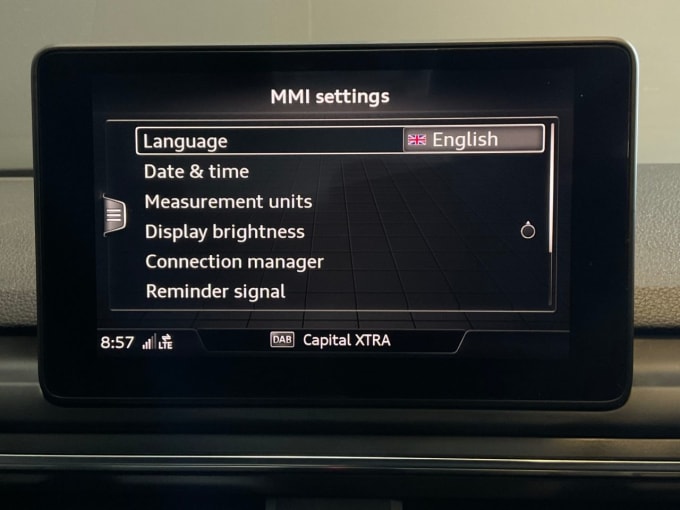 MMI settings
Language English
Date & time
Measurement units
Display brightness
Connection manager
Reminder signal
8:57 LTE DAB Capital XTRA